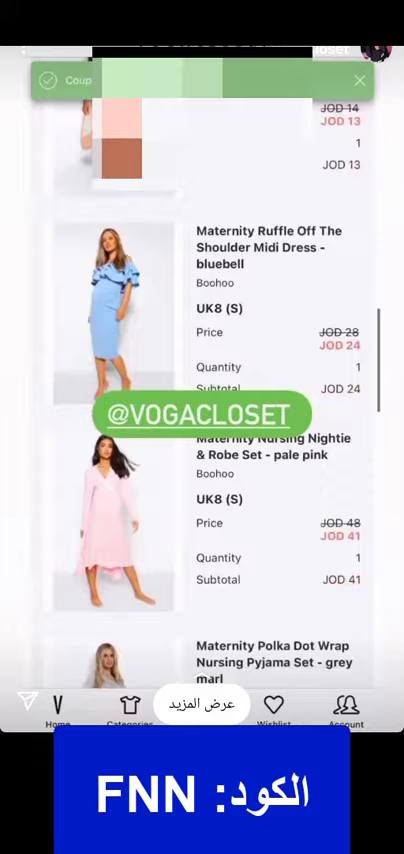 loset
Coup
JOD 14
JOD 13
1
JOD 13
Maternity Ruffle Off The
Shoulder Midi Dress -
bluebell
Boohoo
UK8 (S)
Price JOD 28
JOD 24
Quantity 1
Subtotal JOD 24
@VOGACLOSET
Maternity Nursing Nightie
& Robe Set - pale pink
Boohoo
UK8 (S)
Price JOD 48
JOD 41
Quantity 1
Subtotal JOD 41
Maternity Polka Dot Wrap
Nursing Pyjama Set - grey
marl
عرض المزيد
Home Categories Wishlist Account
الكود: FNN